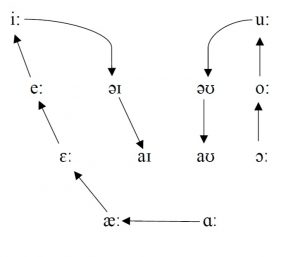 iː uː
eː əɪ əʊ oː
ɛː aɪ aʊ ɔː
æː ɑː